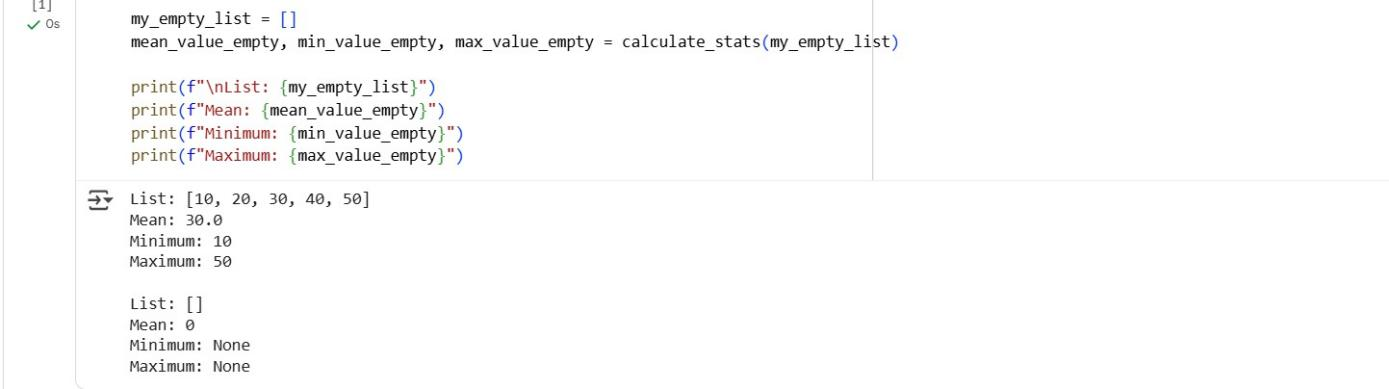 [1]
0s
my_empty_list = []
mean_value_empty, min_value_empty, max_value_empty = calculate_stats(my_empty_list)
print(f"\nList: {my_empty_list}")
print(f"Mean: {mean_value_empty}")
print(f"Minimum: {min_value_empty}")
print(f"Maximum: {max_value_empty}")
List: [10, 20, 30, 40, 50]
Mean: 30.0
Minimum: 10
Maximum: 50
List: []
Mean: 0
Minimum: None
Maximum: None